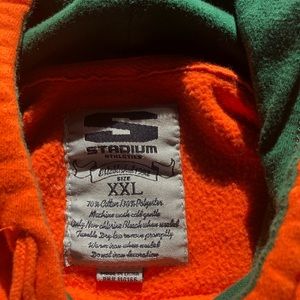 STADIUM
ATHLETICS
SIZE
XXL
70% Cotton/30% Polyester
Machine wash cold gentle
Only Non chlorine Bleach when needed
Tumble Dry low remove promptly
Warm iron when needed
Do not iron decoration